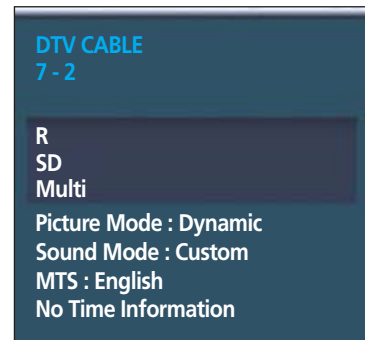 DTV CABLE
7 - 2
R
SD
Multi
Picture Mode : Dynamic
Sound Mode : Custom
MTS : English
No Time Information